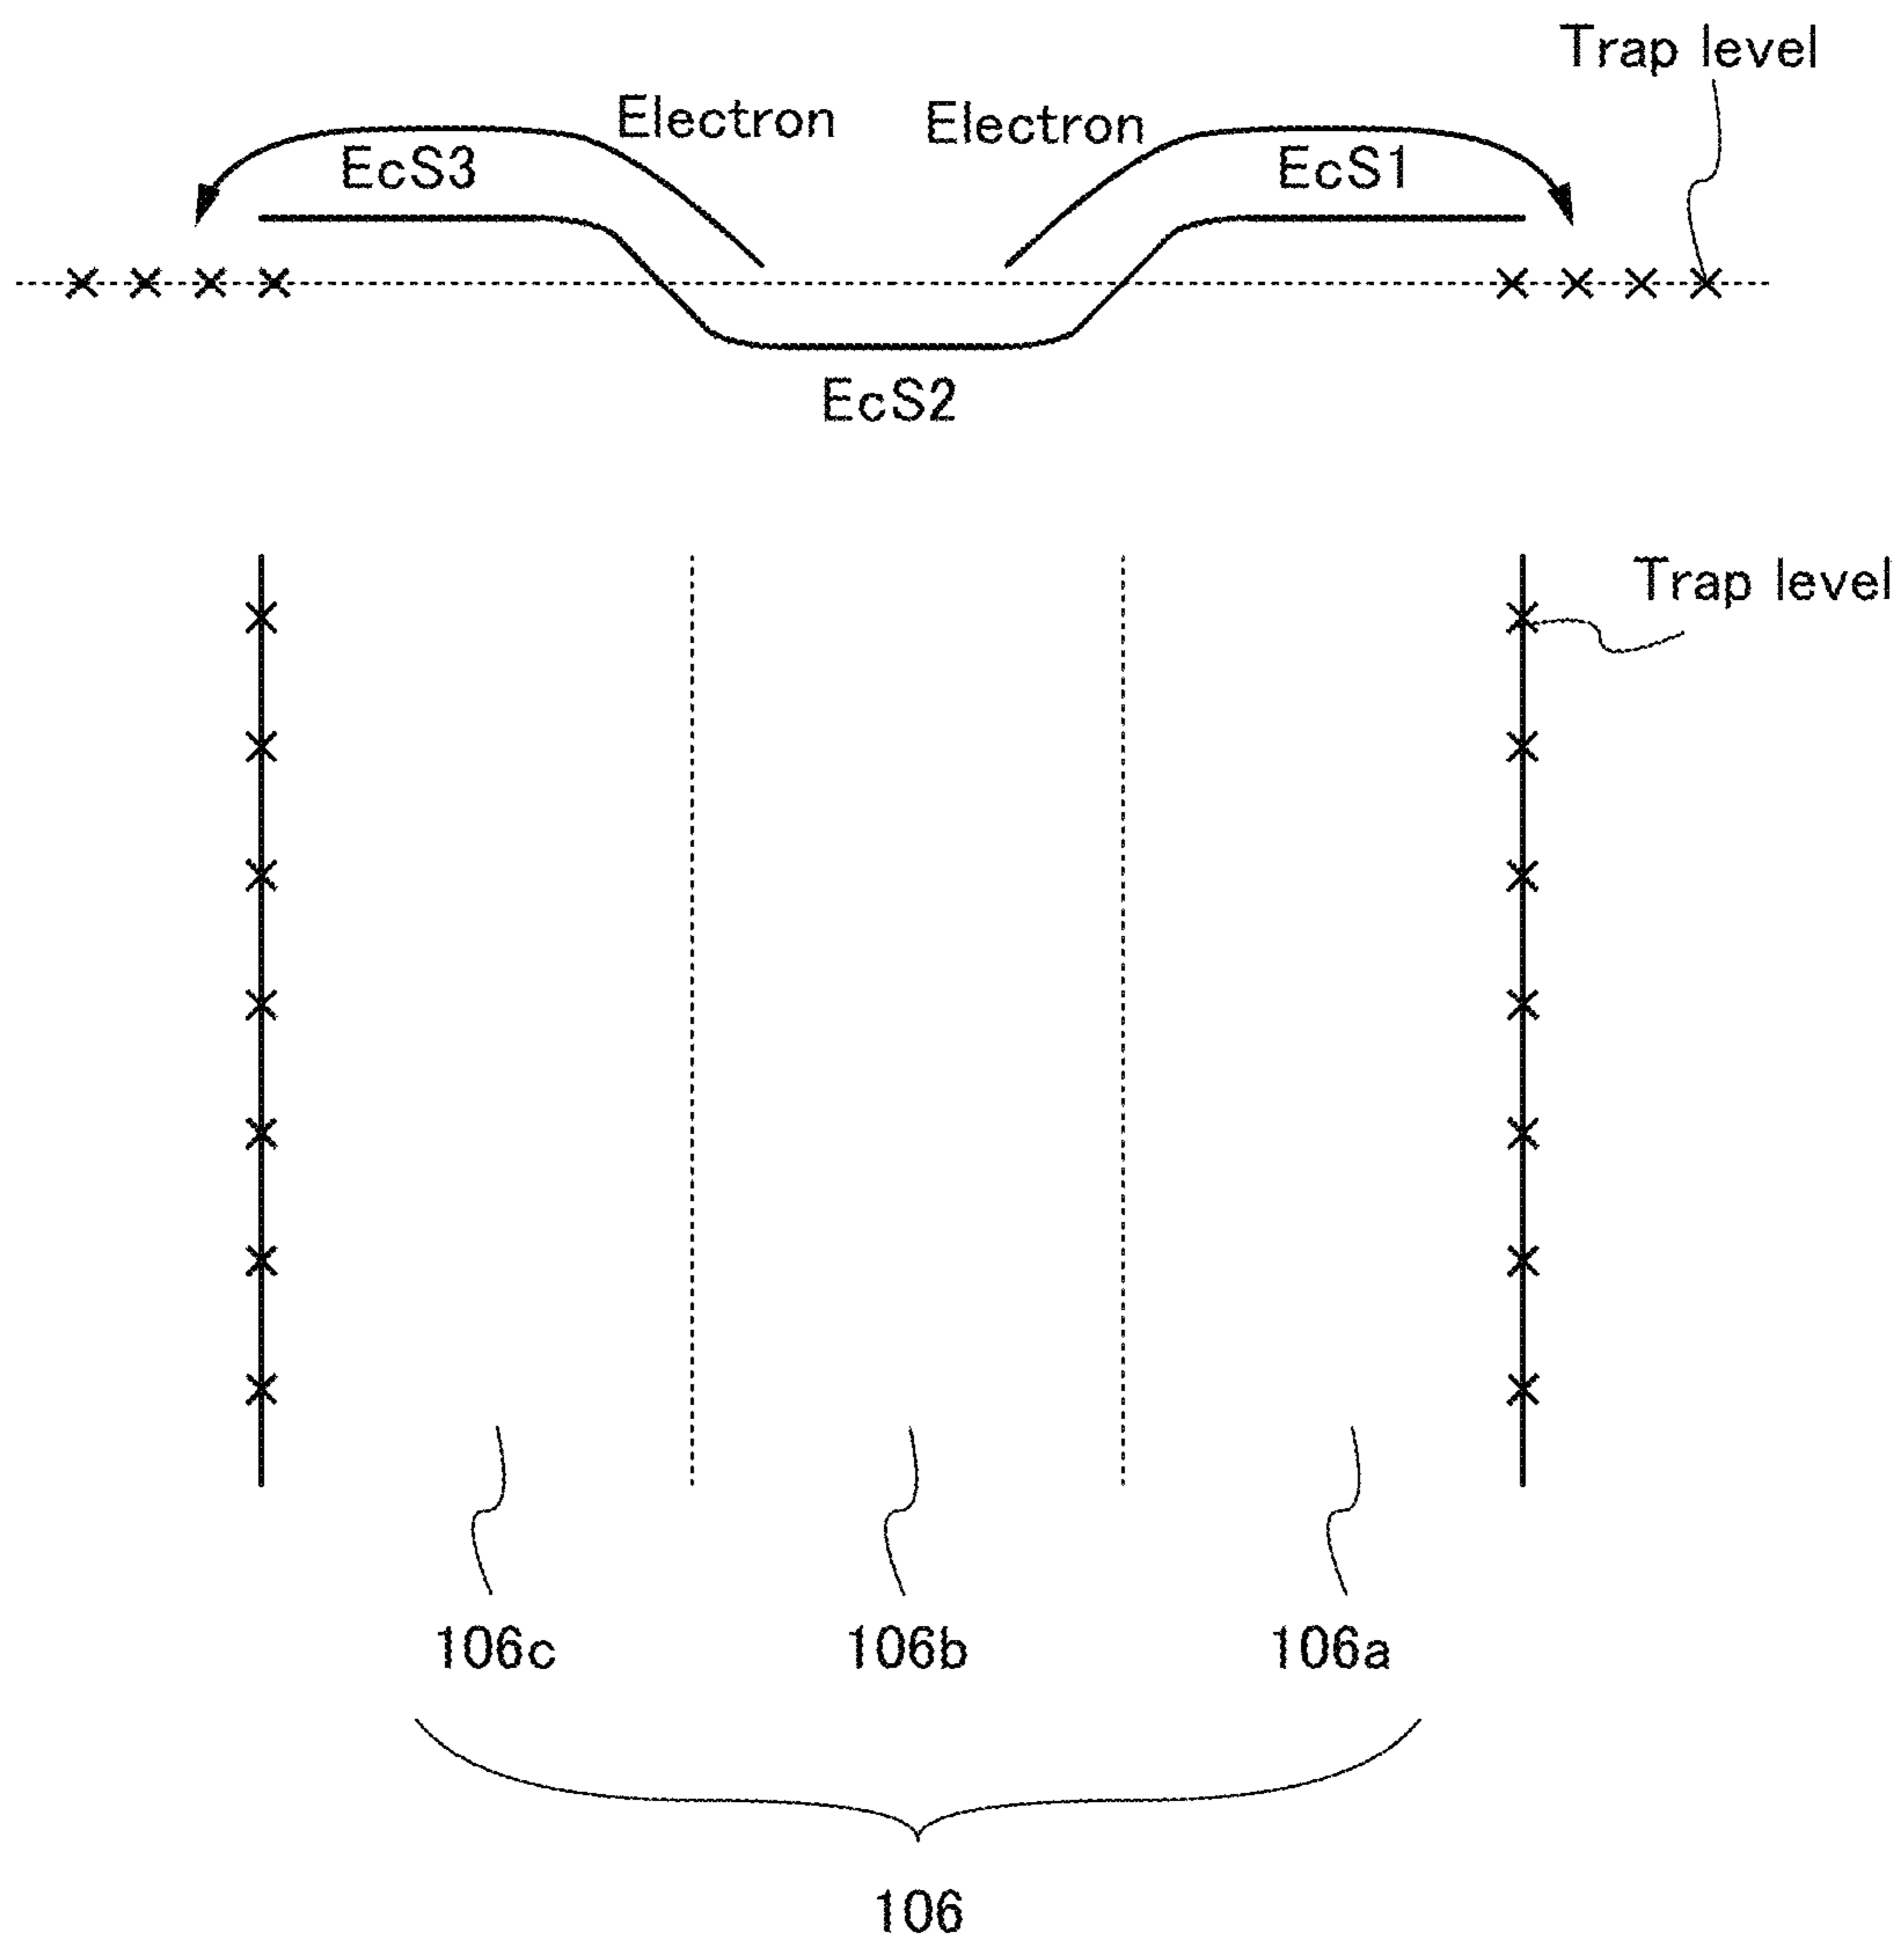 Trap level
Electron
Electron
EcS3
EcS1
EcS2
Trap level
106c
106b
106a
106